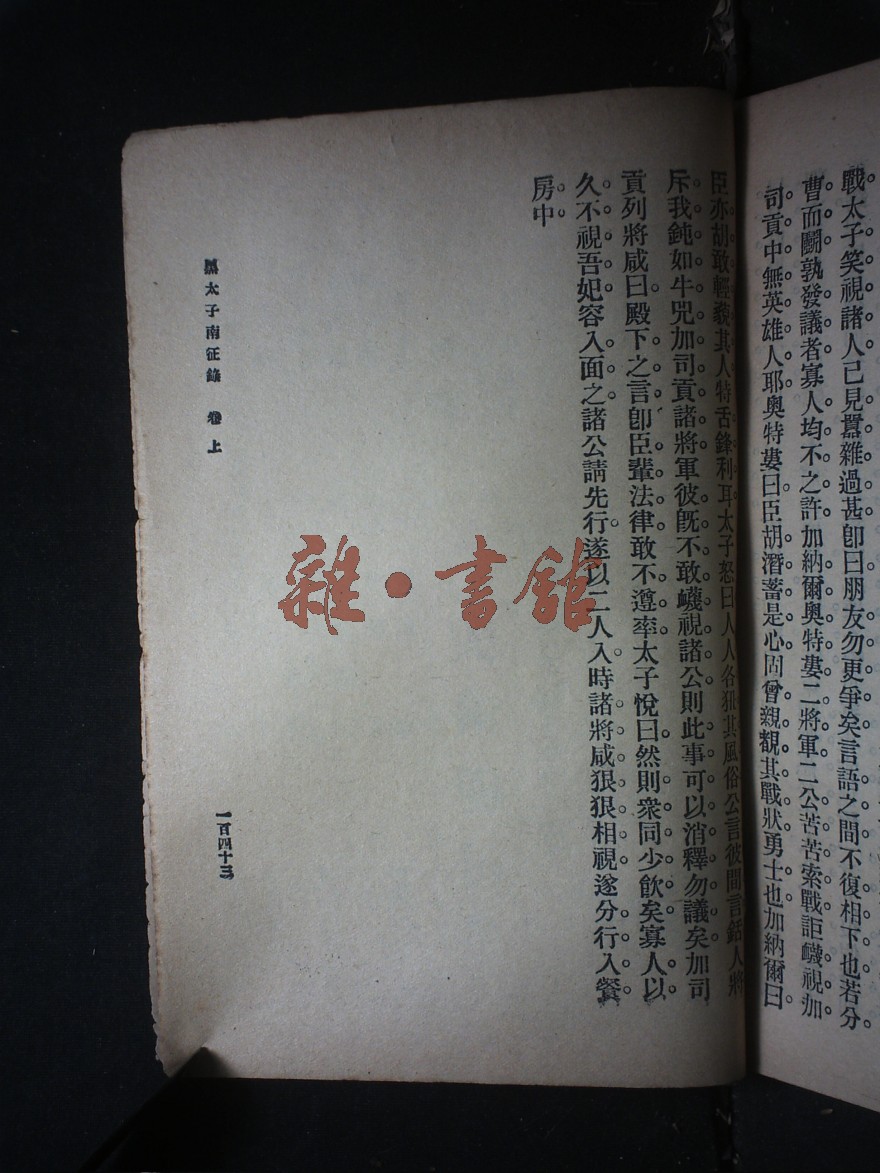 戰太子笑視諸人已見囂雜過甚卽曰朋友勿更爭矣言語之間不復相下也若分
曹而鬭孰發議者寡人均不之許加納爾奧特婁二將軍二公苦苦索戰詎衊視加
司貢中無英雄人耶奧特婁曰臣胡潛蓄是心固曾親觀其戰狀勇士也加納爾曰
臣亦胡敢輕藐其人特舌鋒利耳太子怒曰人人各狃其風俗公言彼間言銛人將
斥我鈍如牛兕加司貢諸將軍彼旣不敢衊視諸公則此事可以消釋勿議矣加司
貢列將咸曰殿下之言卽臣輩法律敢不遵率太子悅曰然則衆同少飮矣寡人以
久不視吾妃容入面之諸公請先行遂以二人入時諸將咸狠狠相視遂分行入餐
房中
黑太子南征錄 卷上
一百四十三
雜·書館